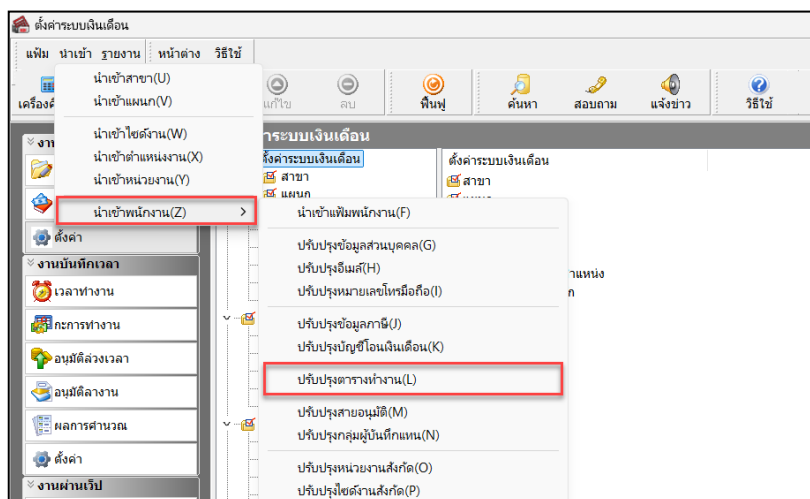 ตั้งค่าระบบเงินเดือน
แฟ้ม นำเข้า รายงาน หน้าต่าง วิธีใช้
แก้ไข ลบ ฟื้นฟู ค้นหา สอบถาม แจ้งข่าว วิธีใช้
นำเข้าสาขา(U)
นำเข้าแผนก(V)
นำเข้าไซต์งาน(W)
นำเข้าตำแหน่งงาน(X)
นำเข้าหน่วยงาน(Y)
นำเข้าพนักงาน(Z)
ตั้งค่าระบบเงินเดือน
สาขา
แผนก
ตั้งค่าระบบเงินเดือน
สาขา
นำเข้าแฟ้มพนักงาน(F)
ปรับปรุงข้อมูลส่วนบุคคล(G)
ปรับปรุงอีเมล์(H)
ปรับปรุงหมายเลขโทรมือถือ(I)
ปรับปรุงข้อมูลภาษี(J)
ปรับปรุงบัญชีโอนเงินเดือน(K)
ปรับปรุงตารางทำงาน(L)
ปรับปรุงสายอนุมัติ(M)
ปรับปรุงกลุ่มผู้บันทึกแทน(N)
ปรับปรุงหน่วยงานสังกัด(O)
ปรับปรุงไซต์งานสังกัด(P)
ตั้งค่า
งานบันทึกเวลา
เวลาทำงาน
กะการทำงาน
อนุมัติล่วงเวลา
อนุมัติลางาน
ผลการคำนวณ
ตั้งค่า
งานผ่านเว็ป